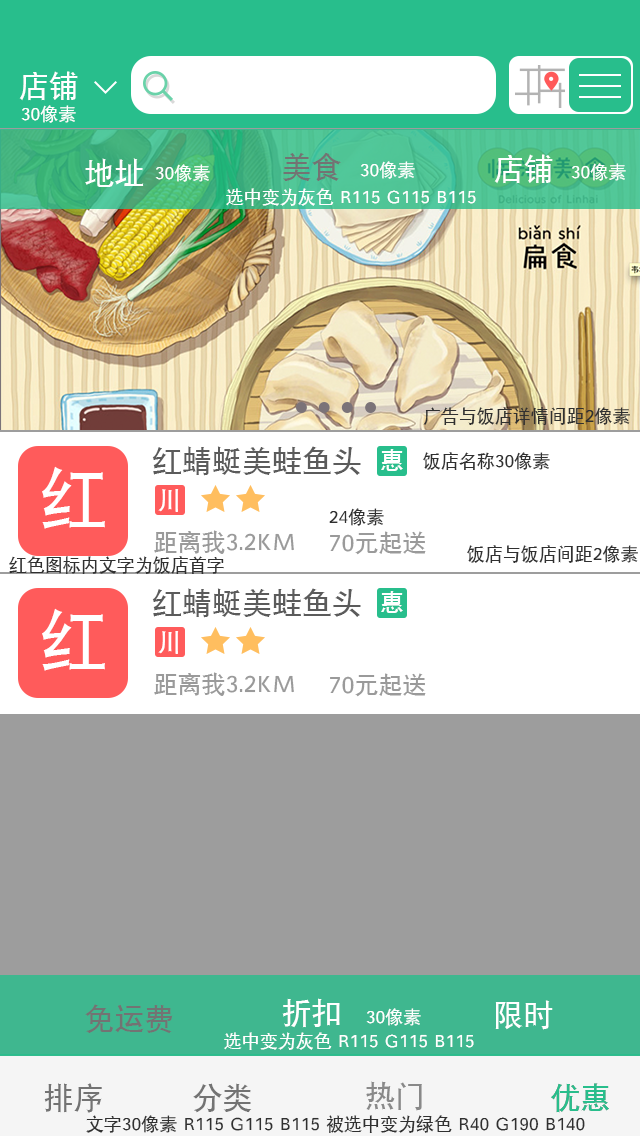 店铺
30像素
地址 30像素 美食 30像素 店铺 30像素
选中变为灰色 R115 G115 B115
Delicious of Linhai
biǎn shí
扁食
广告与饭店详情间距2像素
红 红蜻蜓美蛙鱼头 惠 饭店名称30像素
川
24像素
距离我3.2KM 70元起送
饭店与饭店间距2像素
红色图标内文字为饭店首字
红 红蜻蜓美蛙鱼头 惠
川
距离我3.2KM 70元起送
免运费 折扣 30像素 限时
选中变为灰色 R115 G115 B115
排序 分类 热门 优惠
文字30像素 R115 G115 B115 被选中变为绿色 R40 G190 B140